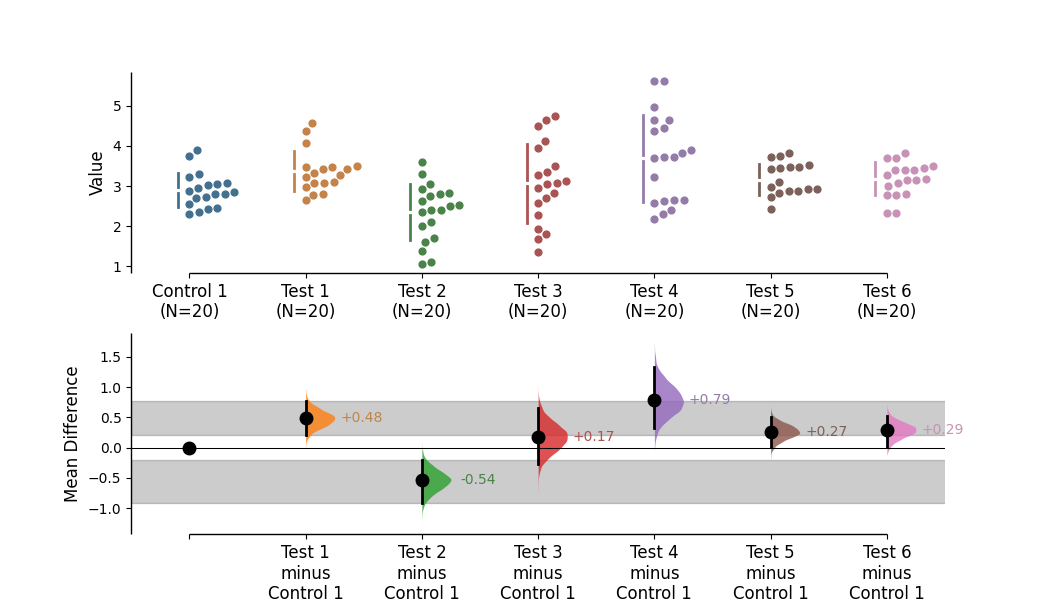 Value
5
4
3
2
1
Control 1 Test 1 Test 2 Test 3 Test 4 Test 5 Test 6
(N=20) (N=20) (N=20) (N=20) (N=20) (N=20) (N=20)
Mean Difference
1.5
1.0
0.5
0.0
−0.5
−1.0
+0.48
-0.54
+0.17
+0.79
+0.27
+0.29
Test 1 Test 2 Test 3 Test 4 Test 5 Test 6
minus minus minus minus minus minus
Control 1 Control 1 Control 1 Control 1 Control 1 Control 1